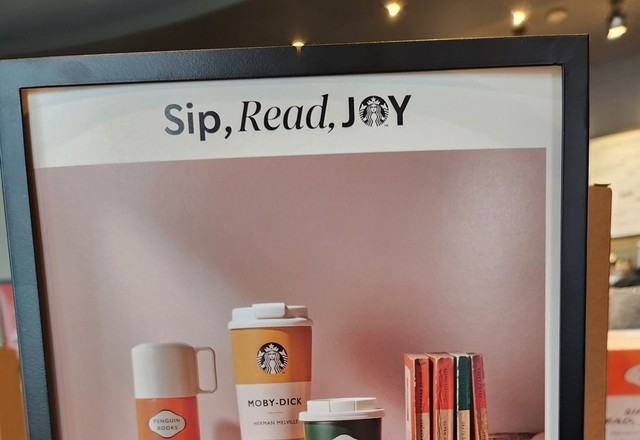 Sip, Read, JOY
MOBY-DICK
HERMAN MELVILLE
PENGUIN
BOOKS